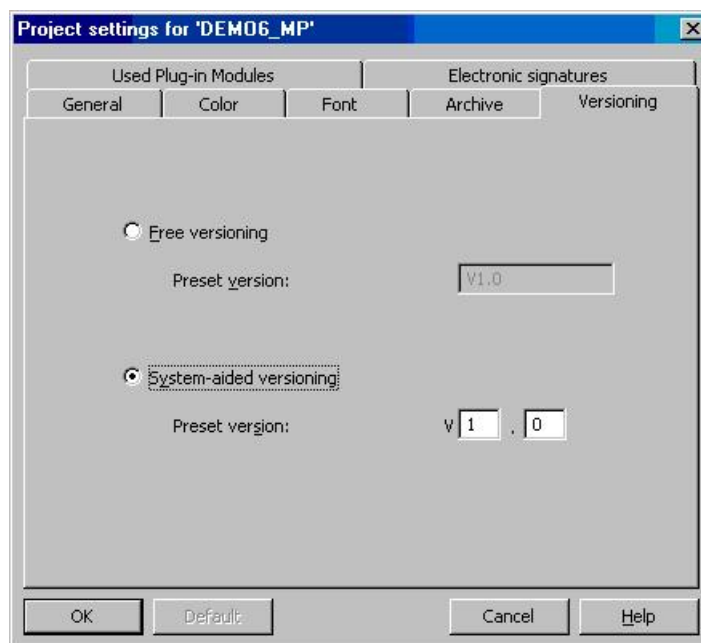 Project settings for 'DEMO6_MP'
Used Plug-in Modules Electronic signatures
General Color Font Archive Versioning
Free versioning
Preset version: V1.0
System-aided versioning
Preset version: V 1 . 0
OK Default Cancel Help